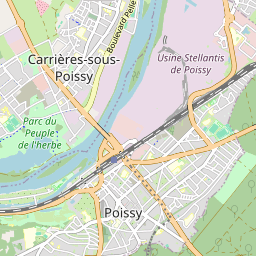 Boulevard Pelle
Carrières-sous-
Poissy
Usine Stellantis
de Poissy
Parc du
Peuple de
l'herbe
Poissy